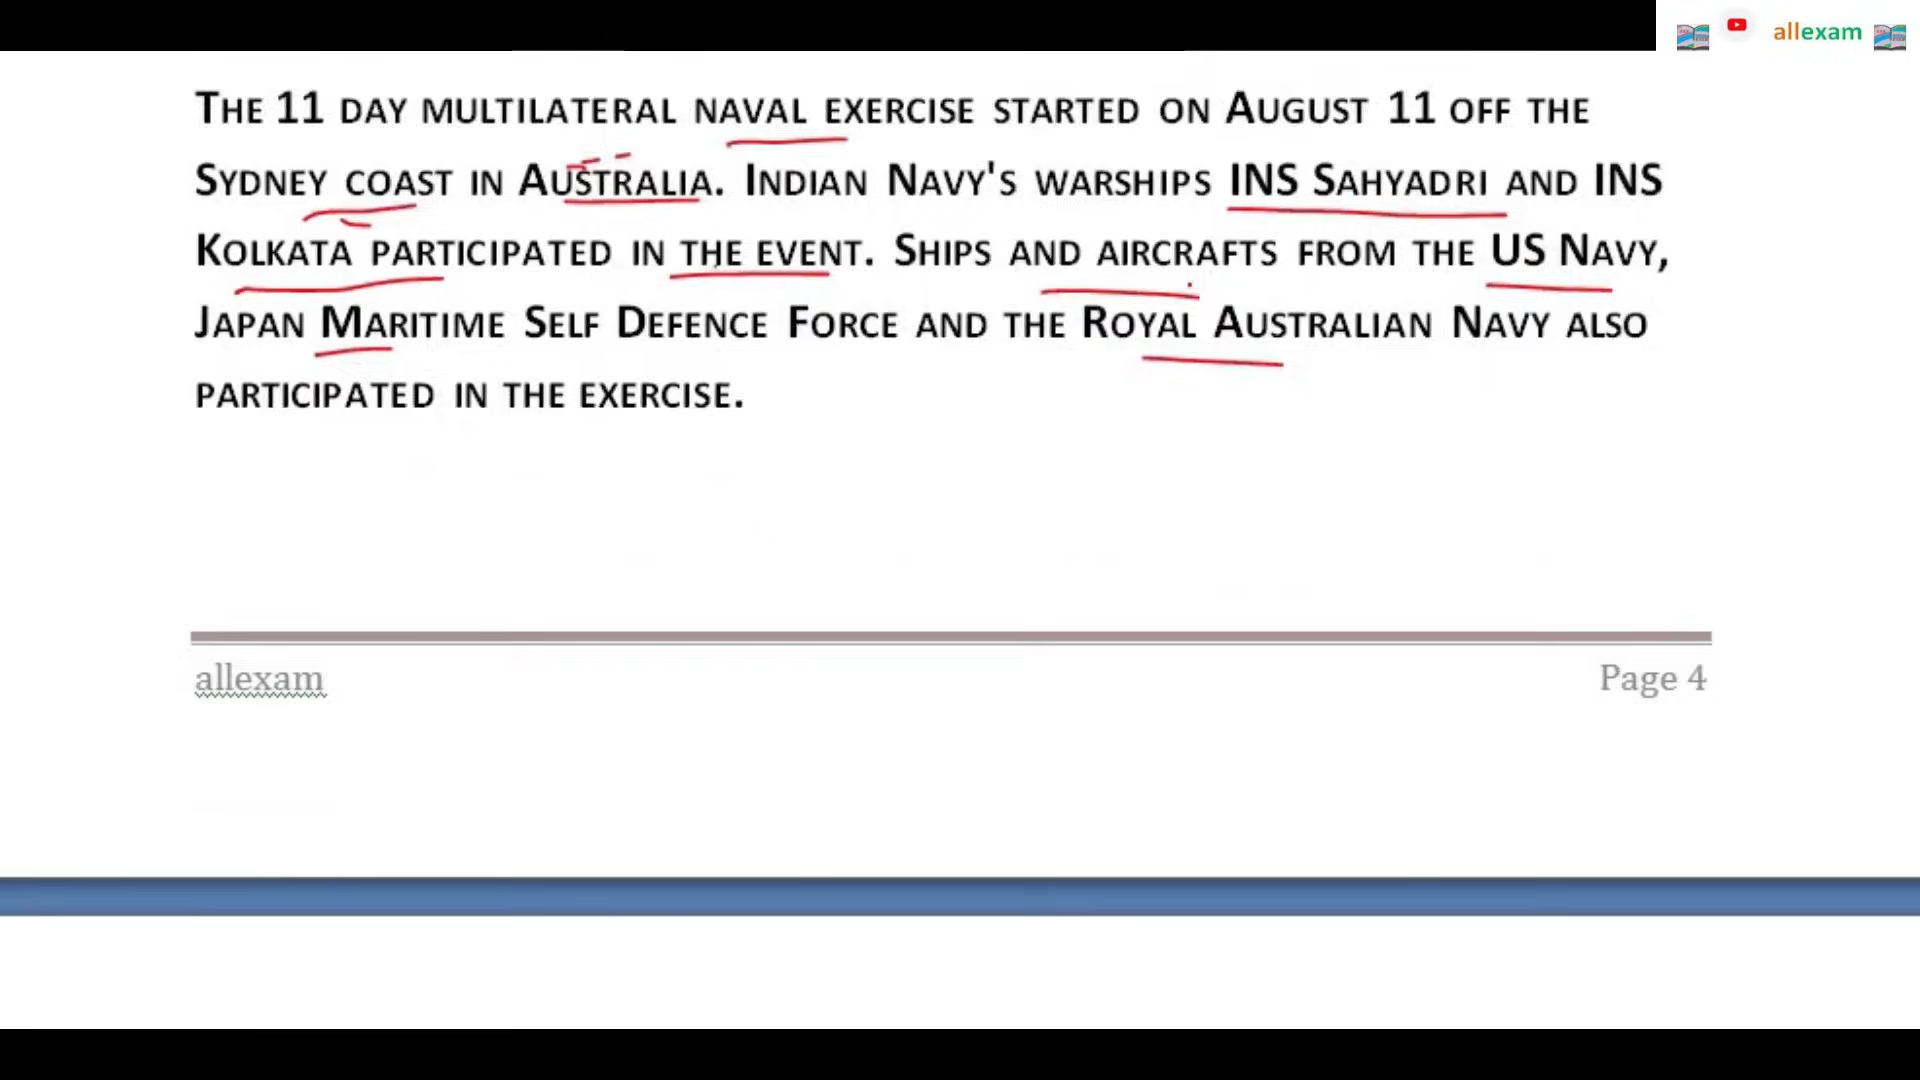 allexam
The 11 day multilateral naval exercise started on August 11 off the
Sydney coast in Australia. Indian Navy's warships INS Sahyadri and INS
Kolkata participated in the event. Ships and aircrafts from the US Navy,
Japan Maritime Self Defence Force and the Royal Australian Navy also
participated in the exercise.
allexam Page 4